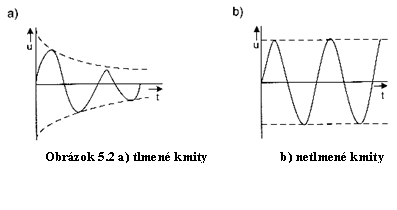 a)
u
t
b)
u
t
Obrázok 5.2 a) tlmené kmity
b) netlmené kmity